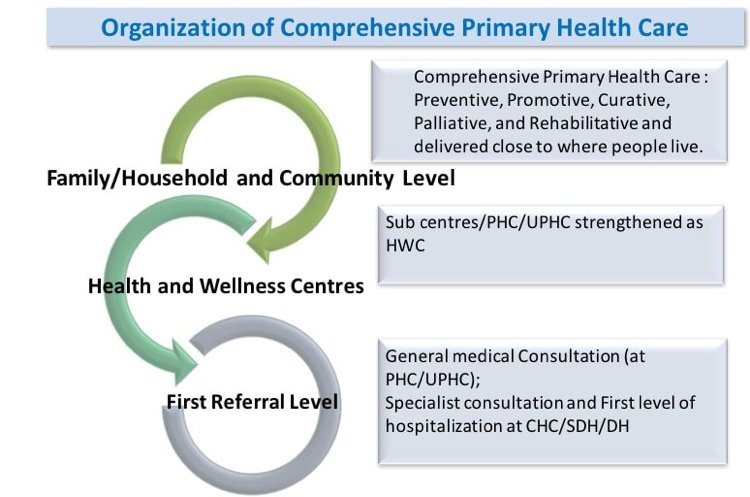 Organization of Comprehensive Primary Health Care
Comprehensive Primary Health Care :
Preventive, Promotive, Curative,
Palliative, and Rehabilitative and
delivered close to where people live.
Family/Household and Community Level
Sub centres/PHC/UPHC strengthened as
HWC
Health and Wellness Centres
General medical Consultation (at
PHC/UPHC);
Specialist consultation and First level of
hospitalization at CHC/SDH/DH
First Referral Level